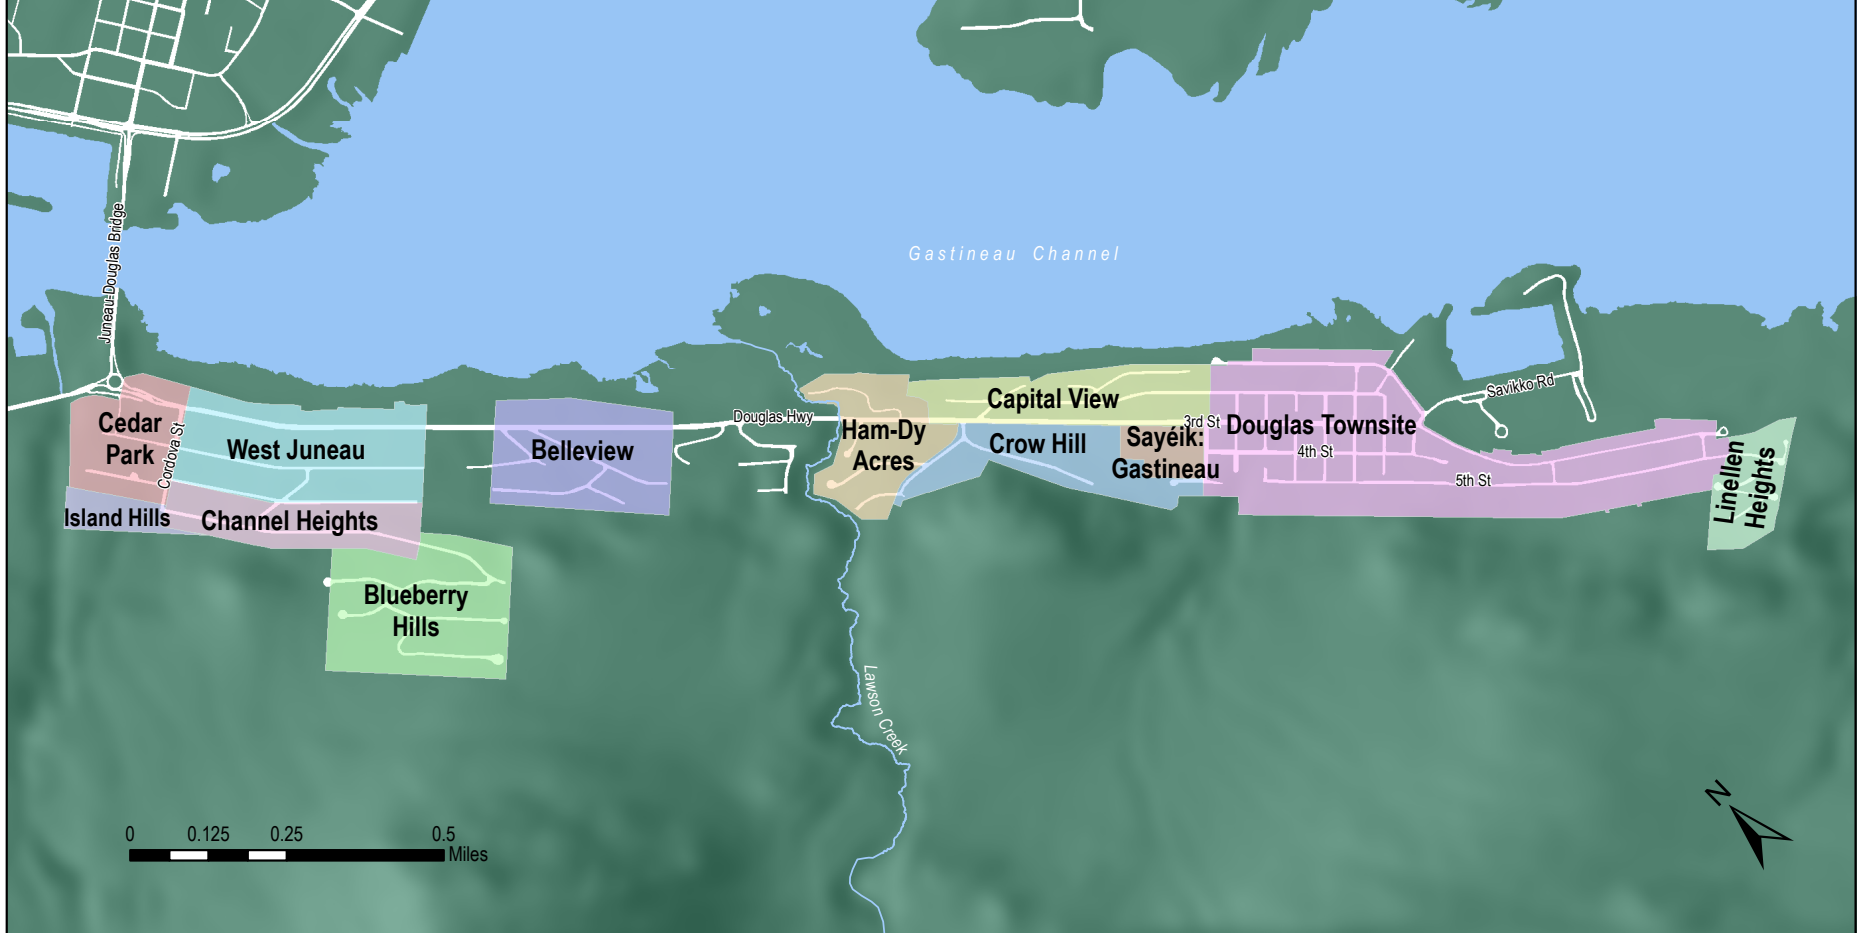 Gastineau Channel
Juneau-Douglas Bridge
Cedar
Park
Cordova St
West Juneau
Island Hills
Channel Heights
Blueberry
Hills
Belleview
Douglas Hwy
Ham-Dy
Acres
Capital View
Crow Hill
Sayéik:
Gastineau
3rd St
Douglas Townsite
4th St
5th St
Savikko Rd
Linellen
Heights
Lawson Creek
N
0 0.125 0.25 0.5
Miles